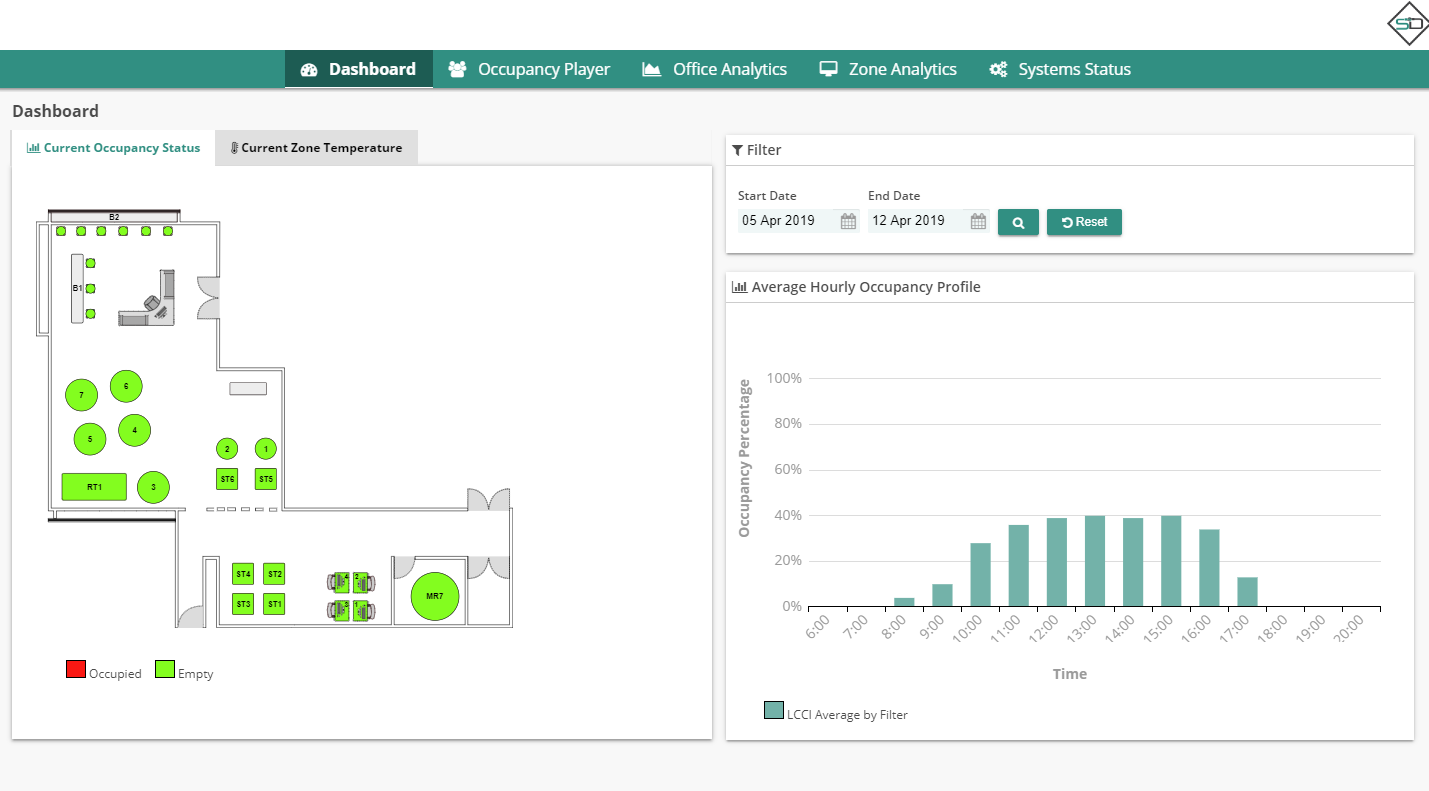 SD
Dashboard
Occupancy Player
Office Analytics
Zone Analytics
Systems Status
Dashboard
Current Occupancy Status
Current Zone Temperature
B2
B1
7
6
5
4
RT1
3
2
1
ST6
ST5
ST4
ST2
ST3
ST1
4
2
3
1
MR7
Occupied
Empty
Filter
Start Date
End Date
05 Apr 2019
12 Apr 2019
Reset
Average Hourly Occupancy Profile
Occupancy Percentage
100%
80%
60%
40%
20%
0%
6:00
7:00
8:00
9:00
10:00
11:00
12:00
13:00
14:00
15:00
16:00
17:00
18:00
19:00
20:00
Time
LCCI Average by Filter